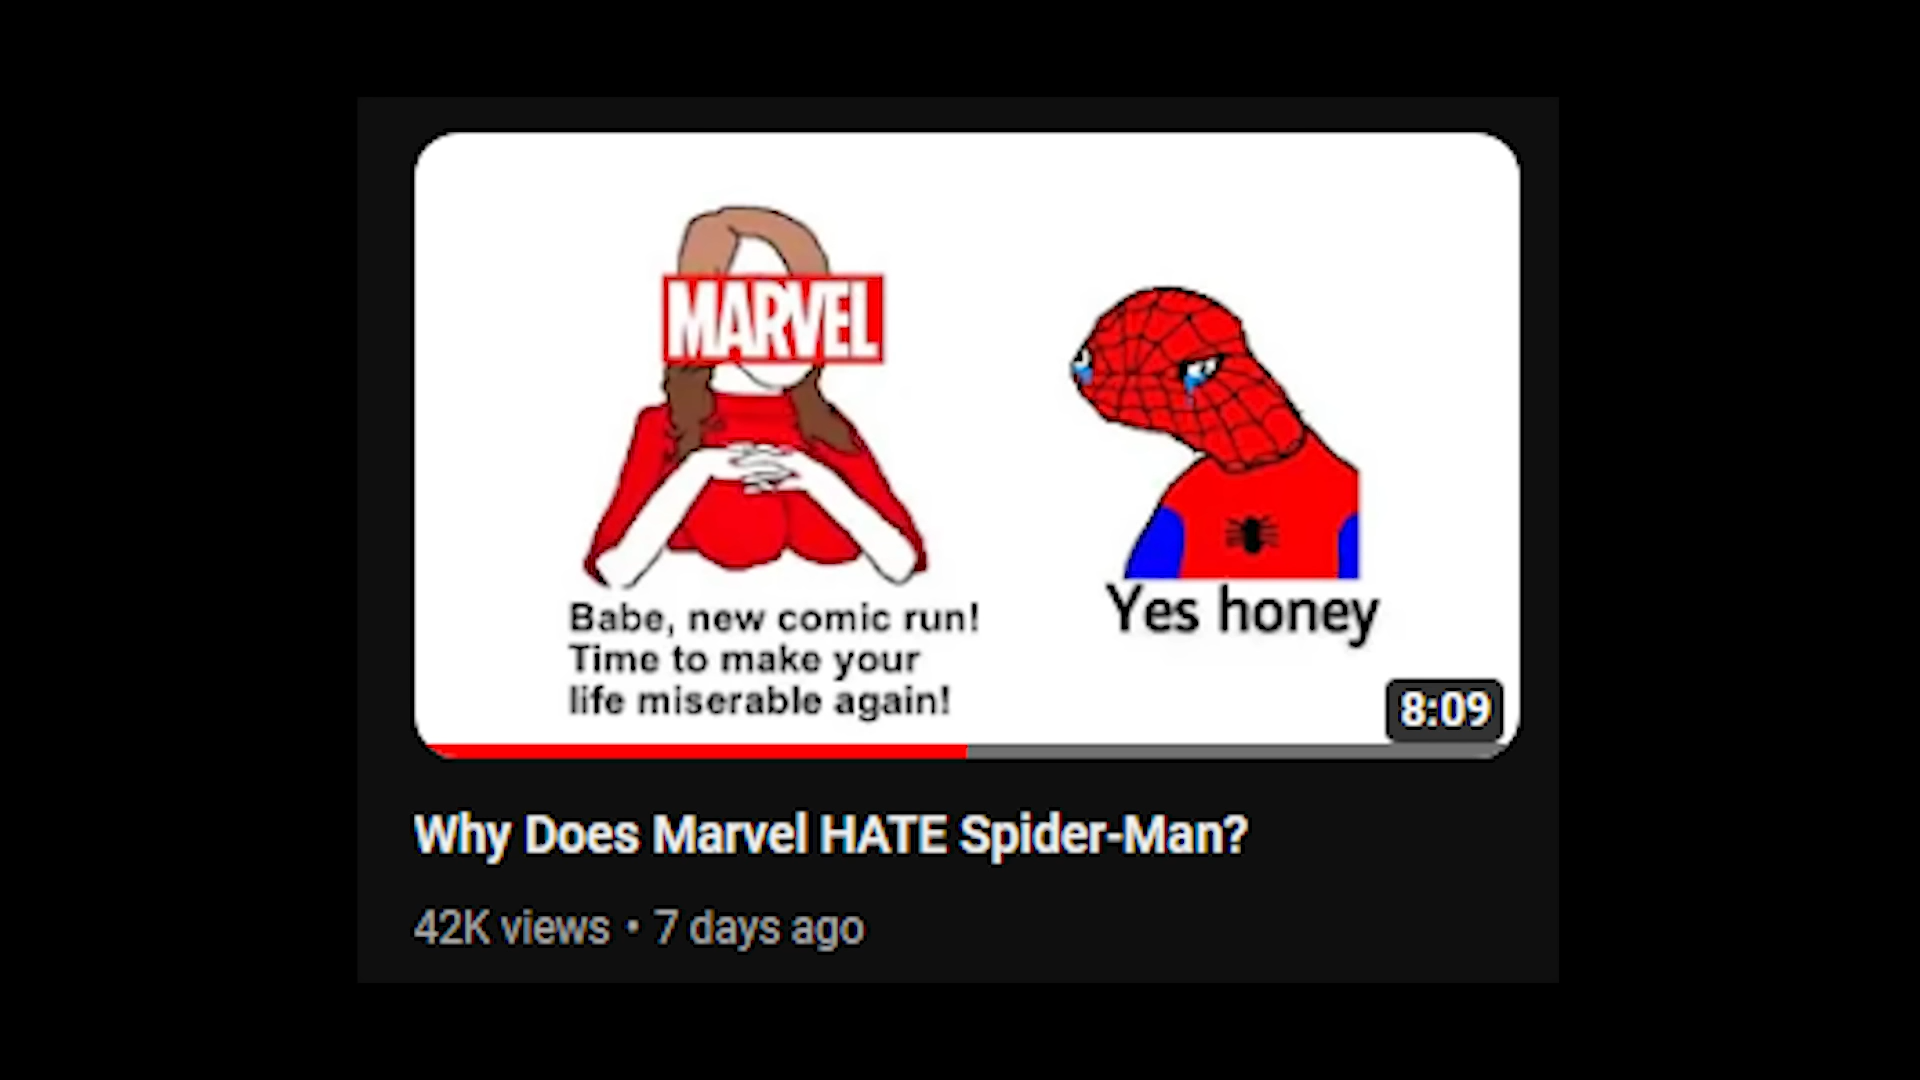 MARVEL
Babe, new comic run!
Time to make your
life miserable again!
Yes honey
8:09
Why Does Marvel HATE Spider-Man?
42K views • 7 days ago